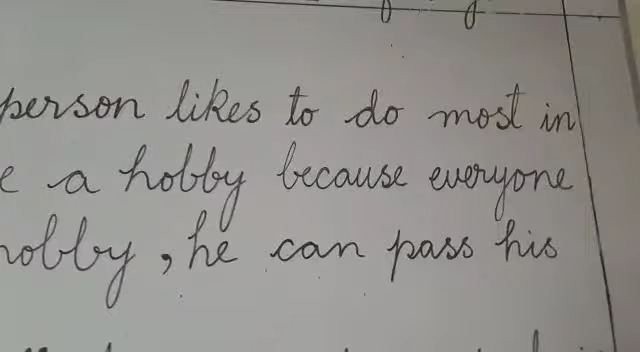 person likes to do most in
e a hobby because everyone
hobby, he can pass his